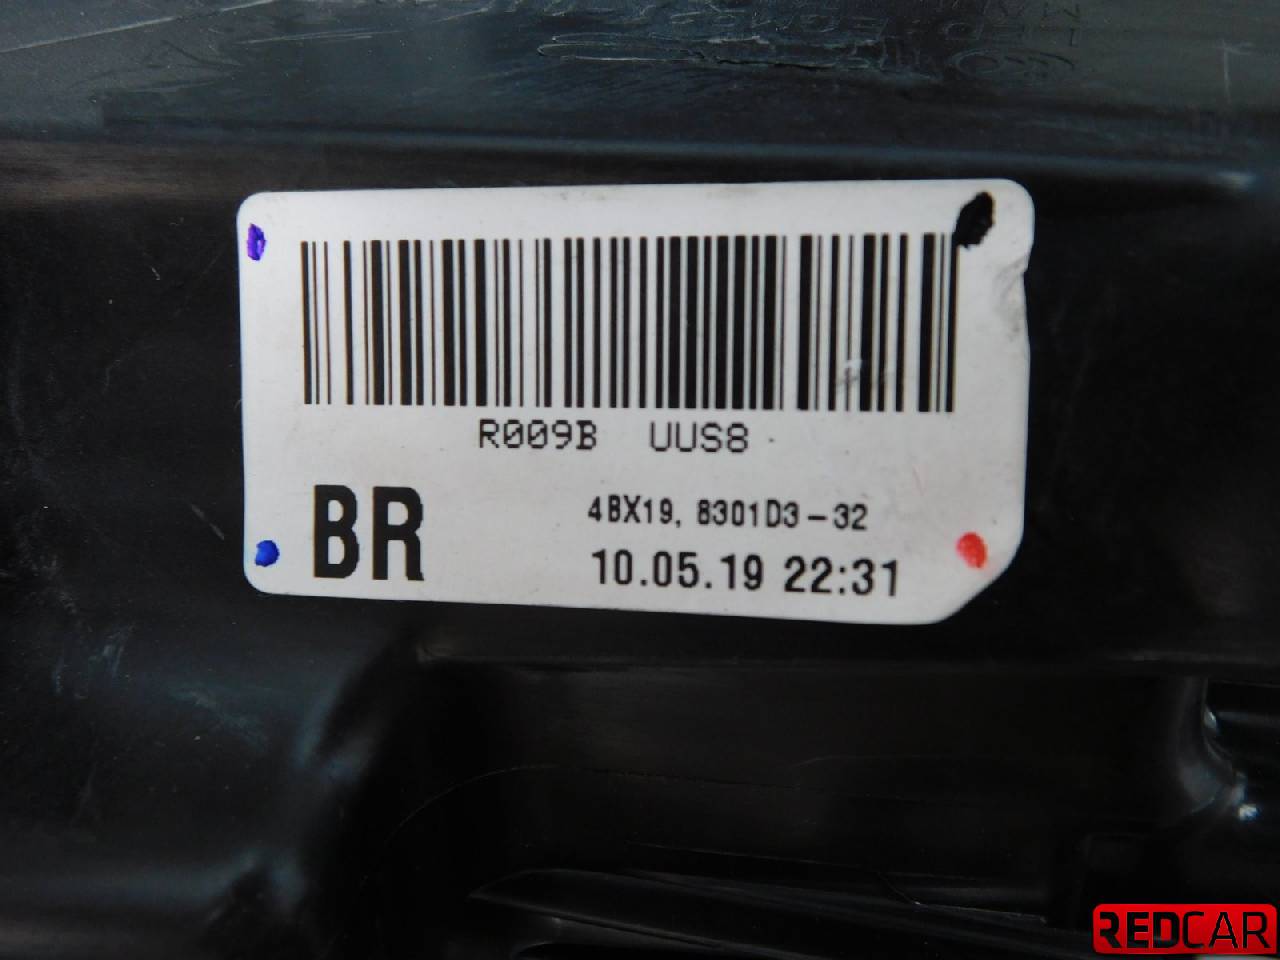 R009B UUS8
BR
4BX19, 8301D3-32
10.05.19 22:31
REDCAR